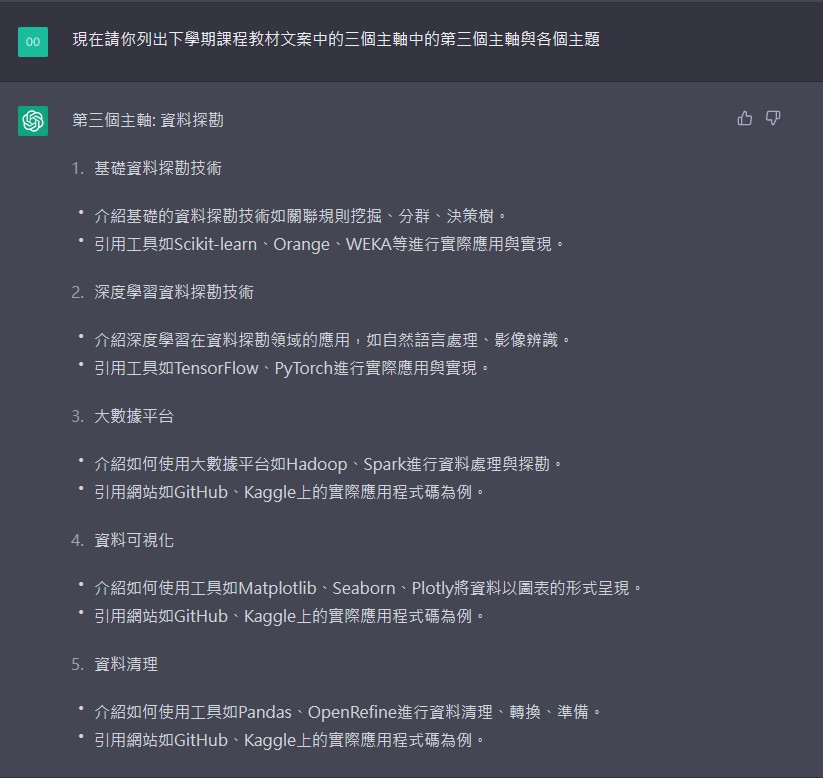 OO
現在請你列出下學期課程教材文案中的三個主軸中的第三個主軸與各個主題
第三個主軸: 資料探勘
1. 基礎資料探勘技術
• 介紹基礎的資料探勘技術如關聯規則挖掘、分群、決策樹。
• 引用工具如Scikit-learn、Orange、WEKA等進行實際應用與實現。
2. 深度學習資料探勘技術
• 介紹深度學習在資料探勘領域的應用，如自然語言處理、影像辨識。
• 引用工具如TensorFlow、PyTorch進行實際應用與實現。
3. 大數據平台
• 介紹如何使用大數據平台如Hadoop、Spark進行資料處理與探勘。
• 引用網站如GitHub、Kaggle上的實際應用程式碼為例。
4. 資料可視化
• 介紹如何使用工具如Matplotlib、Seaborn、Plotly將資料以圖表的形式呈現。
• 引用網站如GitHub、Kaggle上的實際應用程式碼為例。
5. 資料清理
• 介紹如何使用工具如Pandas、OpenRefine進行資料清理、轉換、準備。
• 引用網站如GitHub、Kaggle上的實際應用程式碼為例。